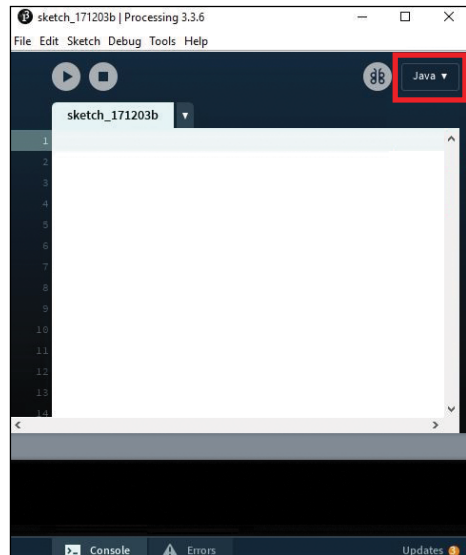 sketch_171203b | Processing 3.3.6
File Edit Sketch Debug Tools Help
Java ▼
sketch_171203b ▼
1
2
3
4
5
6
7
8
9
10
11
12
13
14
>_ Console Errors Updates 3